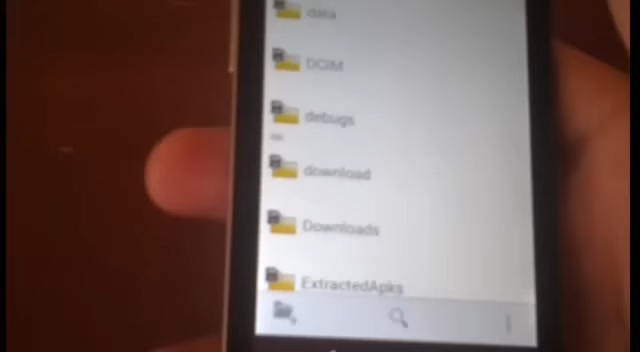 data
DCIM
debugs
download
Downloads
ExtractedApks